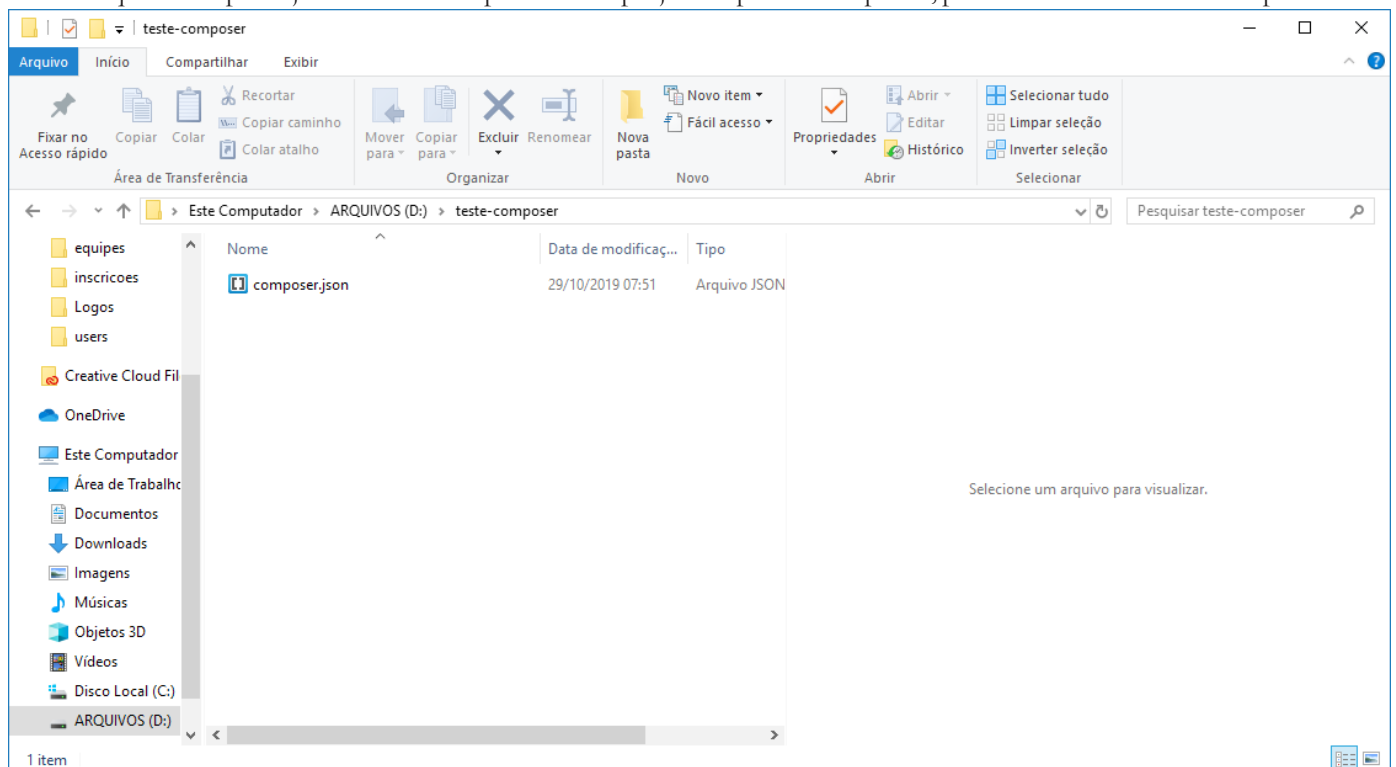 teste-composer
Arquivo Início Compartilhar Exibir
Fixar no Acesso rápido
Copiar
Colar
Recortar
Copiar caminho
Colar atalho
Área de Transferência
Mover para
Copiar para
Excluir
Renomear
Organizar
Nova pasta
Novo item
Fácil acesso
Novo
Propriedades
Abrir
Editar
Histórico
Abrir
Selecionar tudo
Limpar seleção
Inverter seleção
Selecionar
Este Computador > ARQUIVOS (D:) > teste-composer
Pesquisar teste-composer
equipes
inscricoes
Logos
users
Creative Cloud Fil
OneDrive
Este Computador
Área de Trabalho
Documentos
Downloads
Imagens
Músicas
Objetos 3D
Vídeos
Disco Local (C:)
ARQUIVOS (D:)
Nome Data de modificaç... Tipo
composer.json 29/10/2019 07:51 Arquivo JSON
Selecione um arquivo para visualizar.
1 item